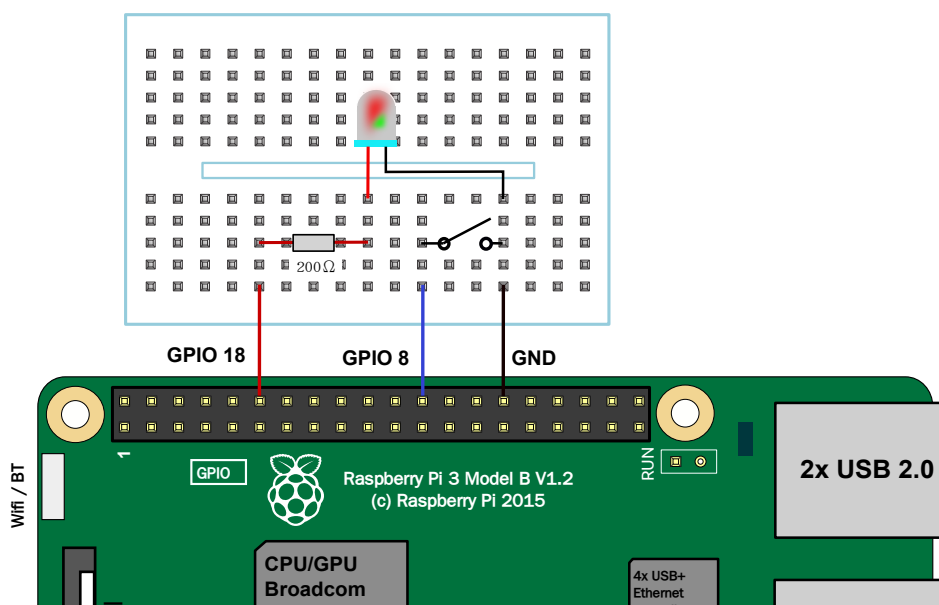 200Ω
GPIO 18
GPIO 8
GND
1
GPIO
Raspberry Pi 3 Model B V1.2
(c) Raspberry Pi 2015
RUN
2x USB 2.0
Wifi / BT
CPU/GPU
Broadcom
4x USB+
Ethernet